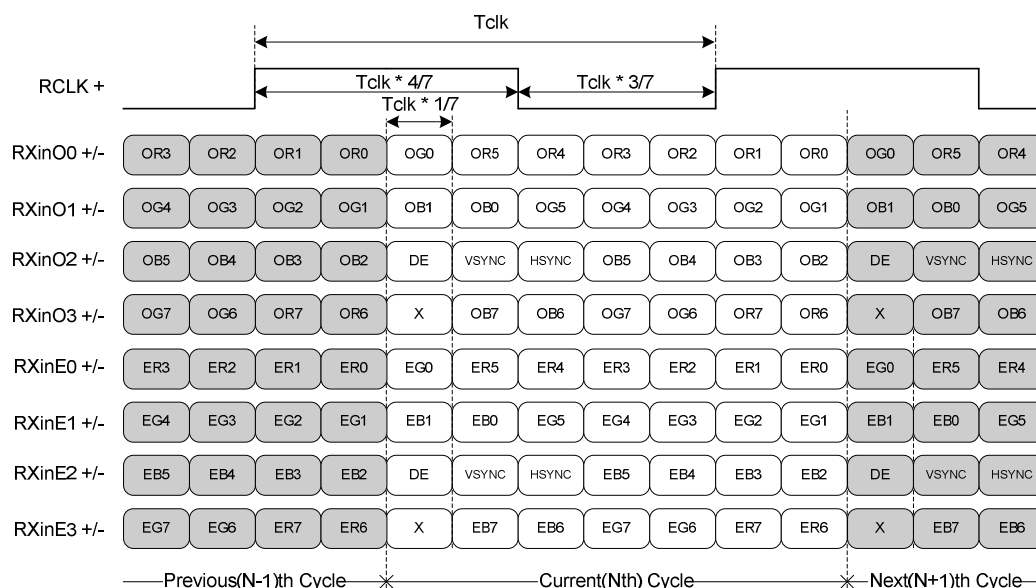 Tclk
RCLK +
Tclk * 4/7
Tclk * 3/7
Tclk * 1/7
RXinO0 +/- OR3 OR2 OR1 OR0 OG0 OR5 OR4 OR3 OR2 OR1 OR0 OG0 OR5 OR4
RXinO1 +/- OG4 OG3 OG2 OG1 OB1 OB0 OG5 OG4 OG3 OG2 OG1 OB1 OB0 OG5
RXinO2 +/- OB5 OB4 OB3 OB2 DE VSYNC HSYNC OB5 OB4 OB3 OB2 DE VSYNC HSYNC
RXinO3 +/- OG7 OG6 OR7 OR6 X OB7 OB6 OG7 OG6 OR7 OR6 X OB7 OB6
RXinE0 +/- ER3 ER2 ER1 ER0 EG0 ER5 ER4 ER3 ER2 ER1 ER0 EG0 ER5 ER4
RXinE1 +/- EG4 EG3 EG2 EG1 EB1 EB0 EG5 EG4 EG3 EG2 EG1 EB1 EB0 EG5
RXinE2 +/- EB5 EB4 EB3 EB2 DE VSYNC HSYNC EB5 EB4 EB3 EB2 DE VSYNC HSYNC
RXinE3 +/- EG7 EG6 ER7 ER6 X EB7 EB6 EG7 EG6 ER7 ER6 X EB7 EB6
Previous(N-1)th Cycle Current(Nth) Cycle Next(N+1)th Cycle